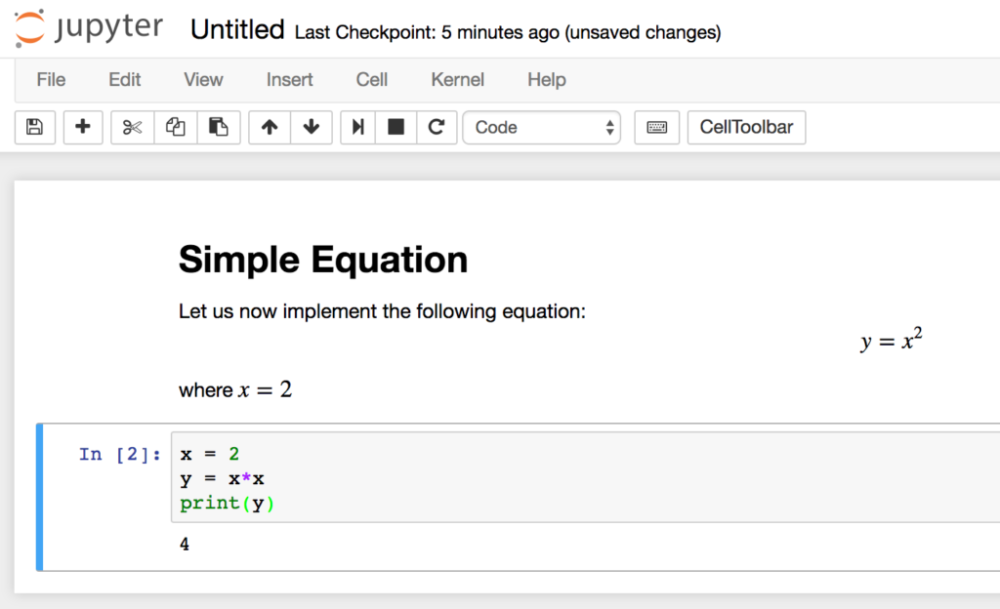 jupyter Untitled Last Checkpoint: 5 minutes ago (unsaved changes)
File Edit View Insert Cell Kernel Help
Code CellToolbar
Simple Equation
Let us now implement the following equation:
y = x²
where x = 2
In [2]: x = 2
y = x*x
print(y)
4